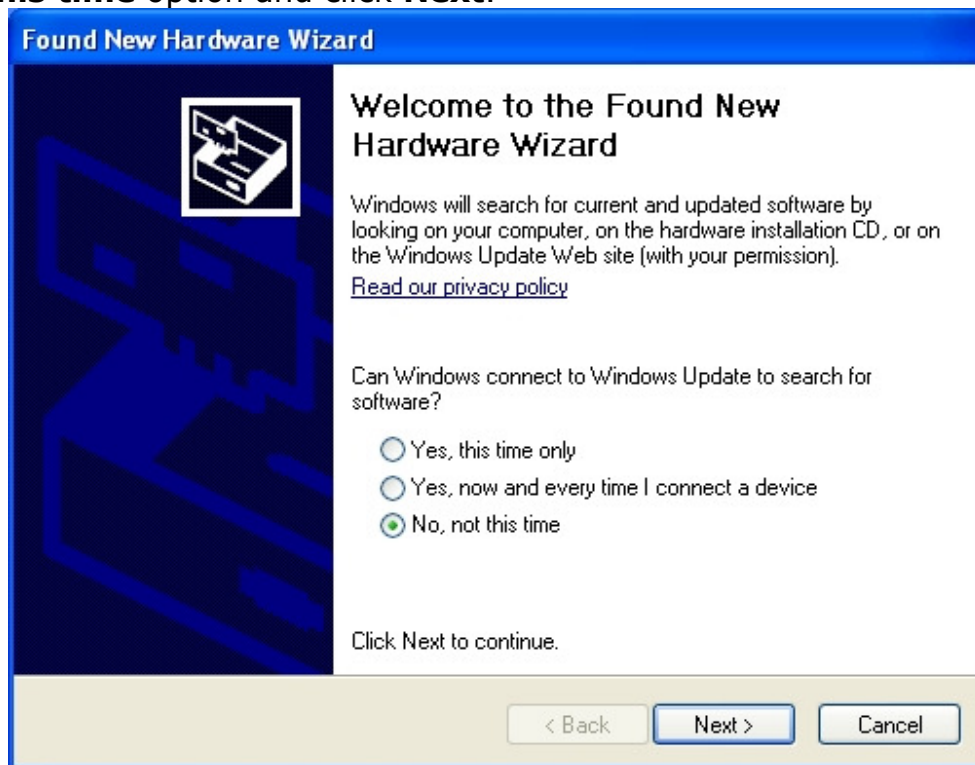 time option and click Next.
Found New Hardware Wizard
Welcome to the Found New
Hardware Wizard
Windows will search for current and updated software by
looking on your computer, on the hardware installation CD, or on
the Windows Update Web site (with your permission).
Read our privacy policy
Can Windows connect to Windows Update to search for
software?
Yes, this time only
Yes, now and every time I connect a device
No, not this time
Click Next to continue.
< Back
Next >
Cancel